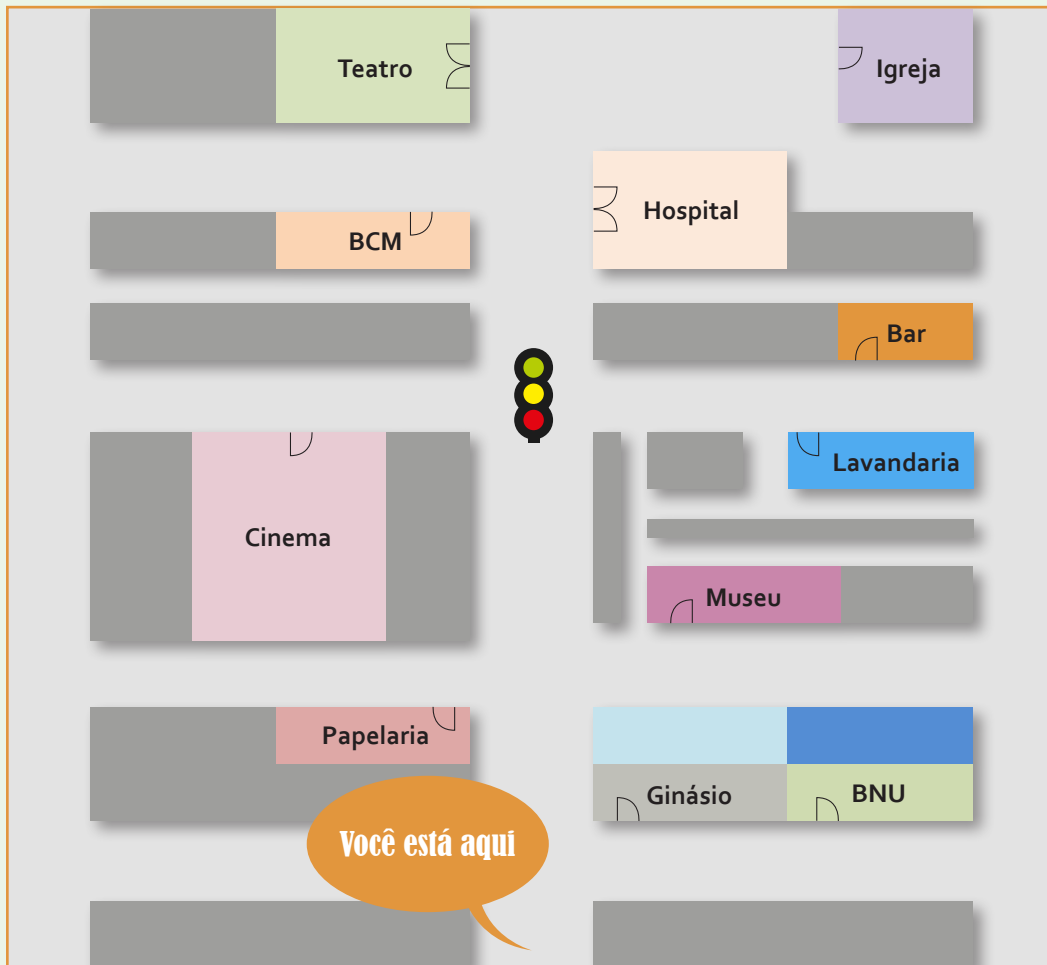 Teatro
Igreja
Hospital
BCM
Bar
Lavandaria
Cinema
Museu
Papelaria
Ginásio
BNU
Você está aqui